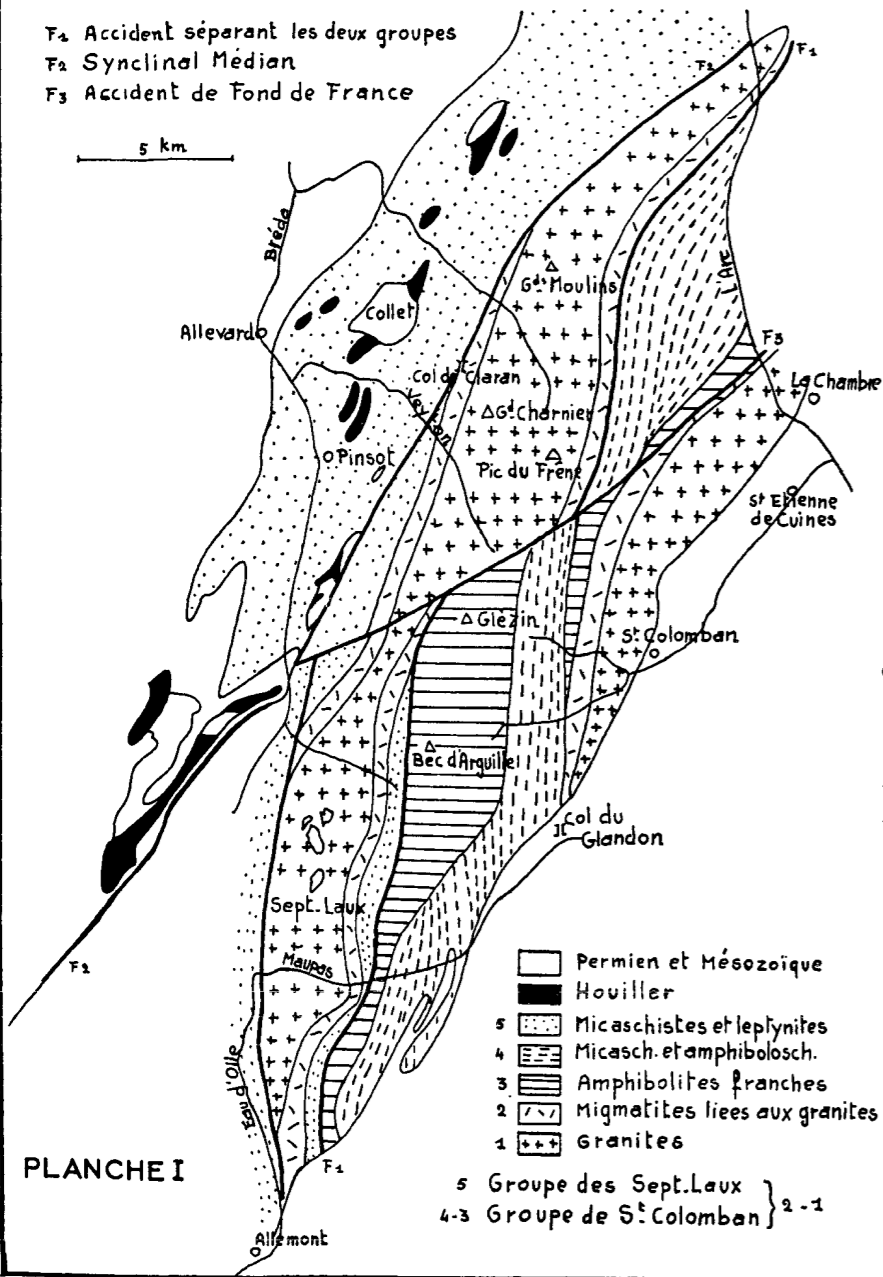 F1 Accident séparant les deux groupes
F2 Synclinal Médian
F3 Accident de Fond de France
5 km
F2
F1
Bréda
Gds Moulins
L'Arc
Collet
Allevard
F3
Col de Claran
La Chambre
Veyton
Gd Charnier
Pinsot
Pic du Frêne
St Etienne
de Cuines
Glézin
St Colomban
Bec d'Arguille
Col du
Glandon
Sept-Laux
Maupas
F2
Eau d'Olle
F1
Allemont
Permien et Mésozoïque
Houiller
5 Micaschistes et leptynites
4 Micasch. et amphibolosch.
3 Amphibolites franches
2 Migmatites liées aux granites
1 Granites
PLANCHE I
5 Groupe des Sept-Laux
4-3 Groupe de St Colomban } 2-1